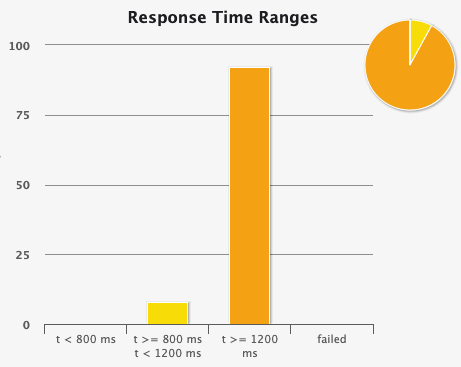 Response Time Ranges
100
75
50
25
0
t < 800 ms
t >= 800 ms
t < 1200 ms
t >= 1200
ms
failed